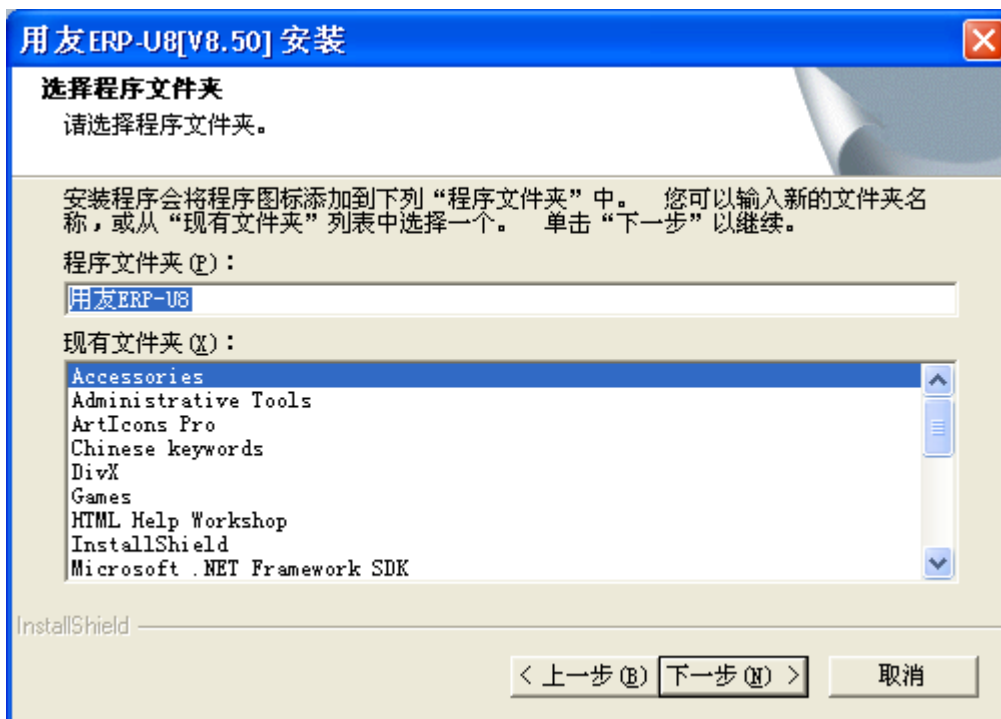 用友ERP-U8[V8.50] 安装
选择程序文件夹
请选择程序文件夹。
安装程序会将程序图标添加到下列“程序文件夹”中。 您可以输入新的文件夹名
称，或从“现有文件夹”列表中选择一个。 单击“下一步”以继续。
程序文件夹(P)：
用友ERP-U8
现有文件夹(X)：
Accessories
Administrative Tools
ArtIcons Pro
Chinese keywords
DivX
Games
HTML Help Workshop
InstallShield
Microsoft .NET Framework SDK
InstallShield
< 上一步(B) 下一步(N) > 取消